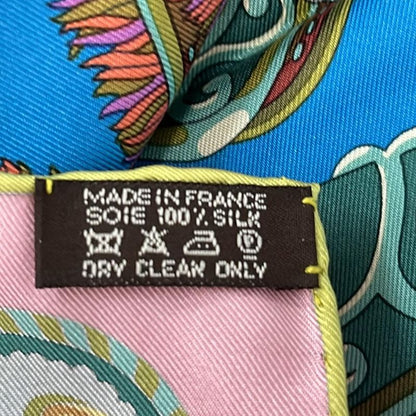 MADE IN FRANCE
SOIE 100% SILK
P
DRY CLEAN ONLY